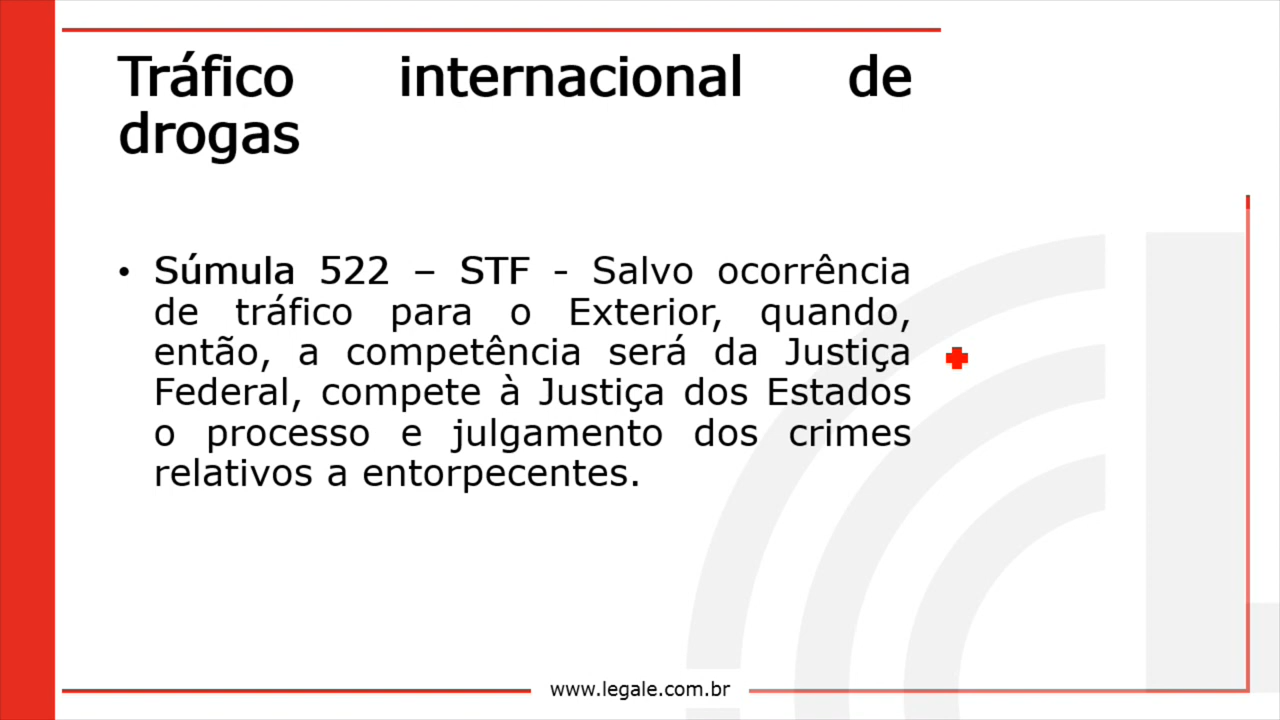 Tráfico internacional de
drogas
• Súmula 522 – STF - Salvo ocorrência
de tráfico para o Exterior, quando,
então, a competência será da Justiça
Federal, compete à Justiça dos Estados
o processo e julgamento dos crimes
relativos a entorpecentes.
www.legale.com.br